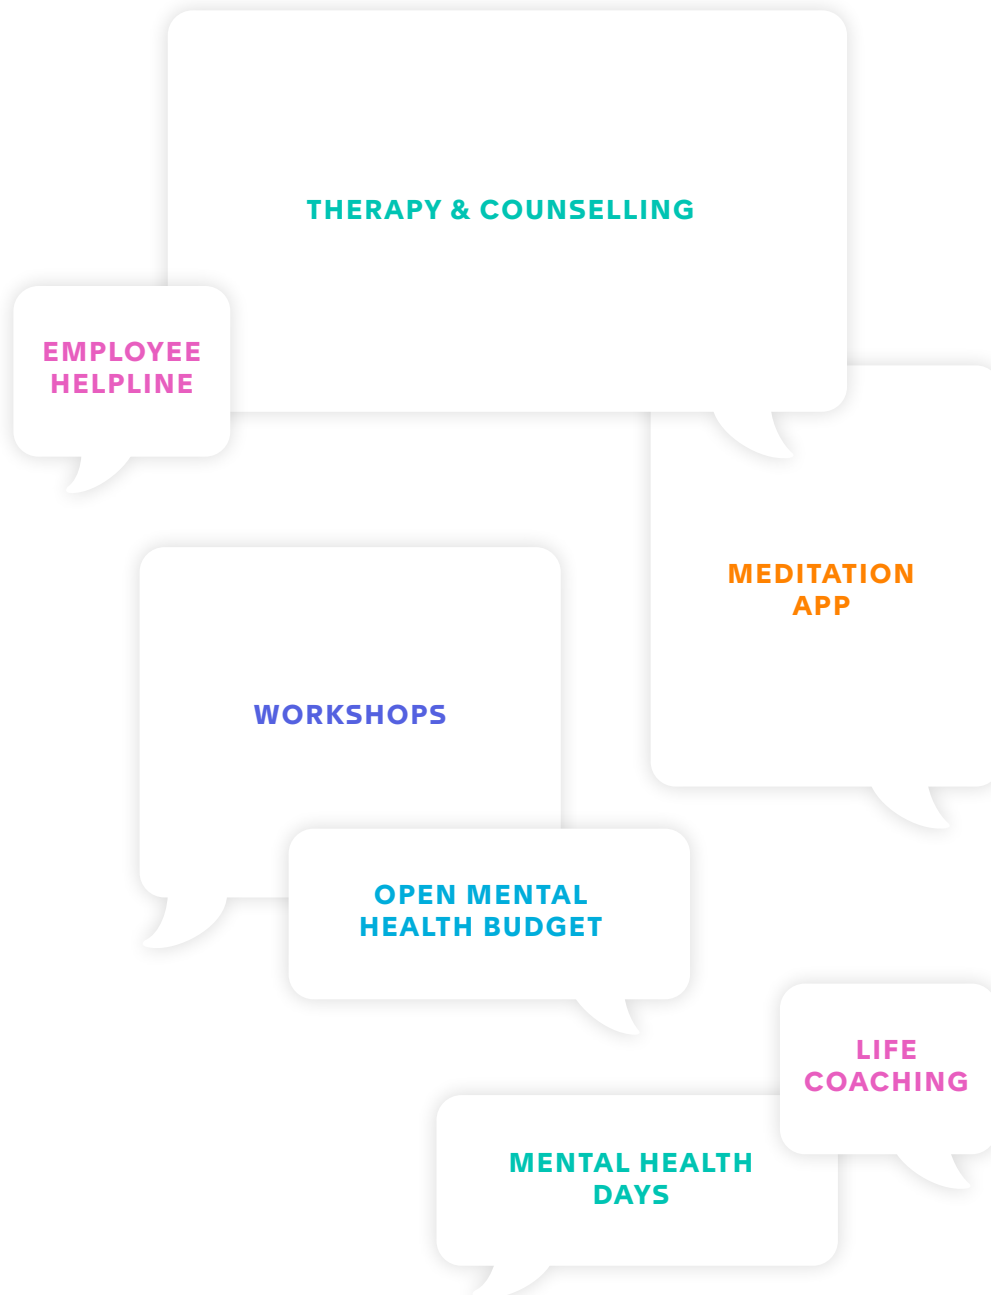 THERAPY & COUNSELLING
EMPLOYEE
HELPLINE
MEDITATION
APP
WORKSHOPS
OPEN MENTAL
HEALTH BUDGET
LIFE
COACHING
MENTAL HEALTH
DAYS